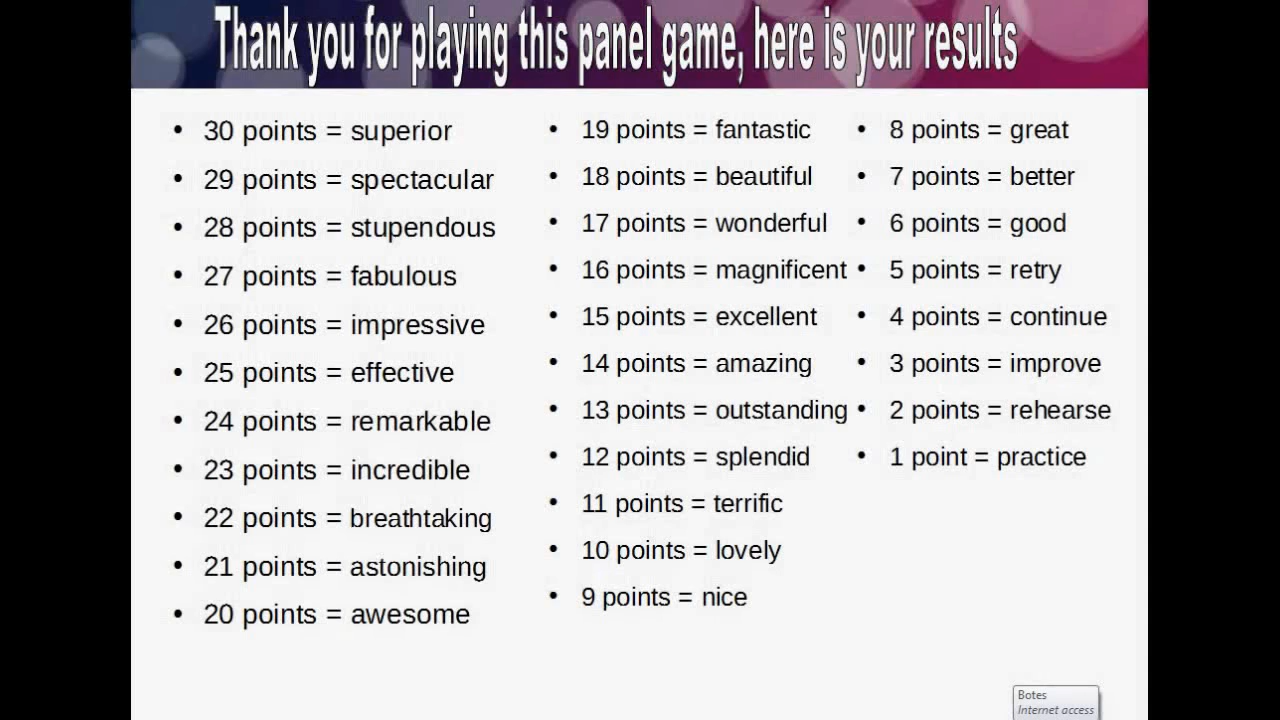 Thank you for playing this panel game, here is your results
• 30 points = superior
• 29 points = spectacular
• 28 points = stupendous
• 27 points = fabulous
• 26 points = impressive
• 25 points = effective
• 24 points = remarkable
• 23 points = incredible
• 22 points = breathtaking
• 21 points = astonishing
• 20 points = awesome
• 19 points = fantastic
• 18 points = beautiful
• 17 points = wonderful
• 16 points = magnificent
• 15 points = excellent
• 14 points = amazing
• 13 points = outstanding
• 12 points = splendid
• 11 points = terrific
• 10 points = lovely
• 9 points = nice
• 8 points = great
• 7 points = better
• 6 points = good
• 5 points = retry
• 4 points = continue
• 3 points = improve
• 2 points = rehearse
• 1 point = practice
Botes
Internet access